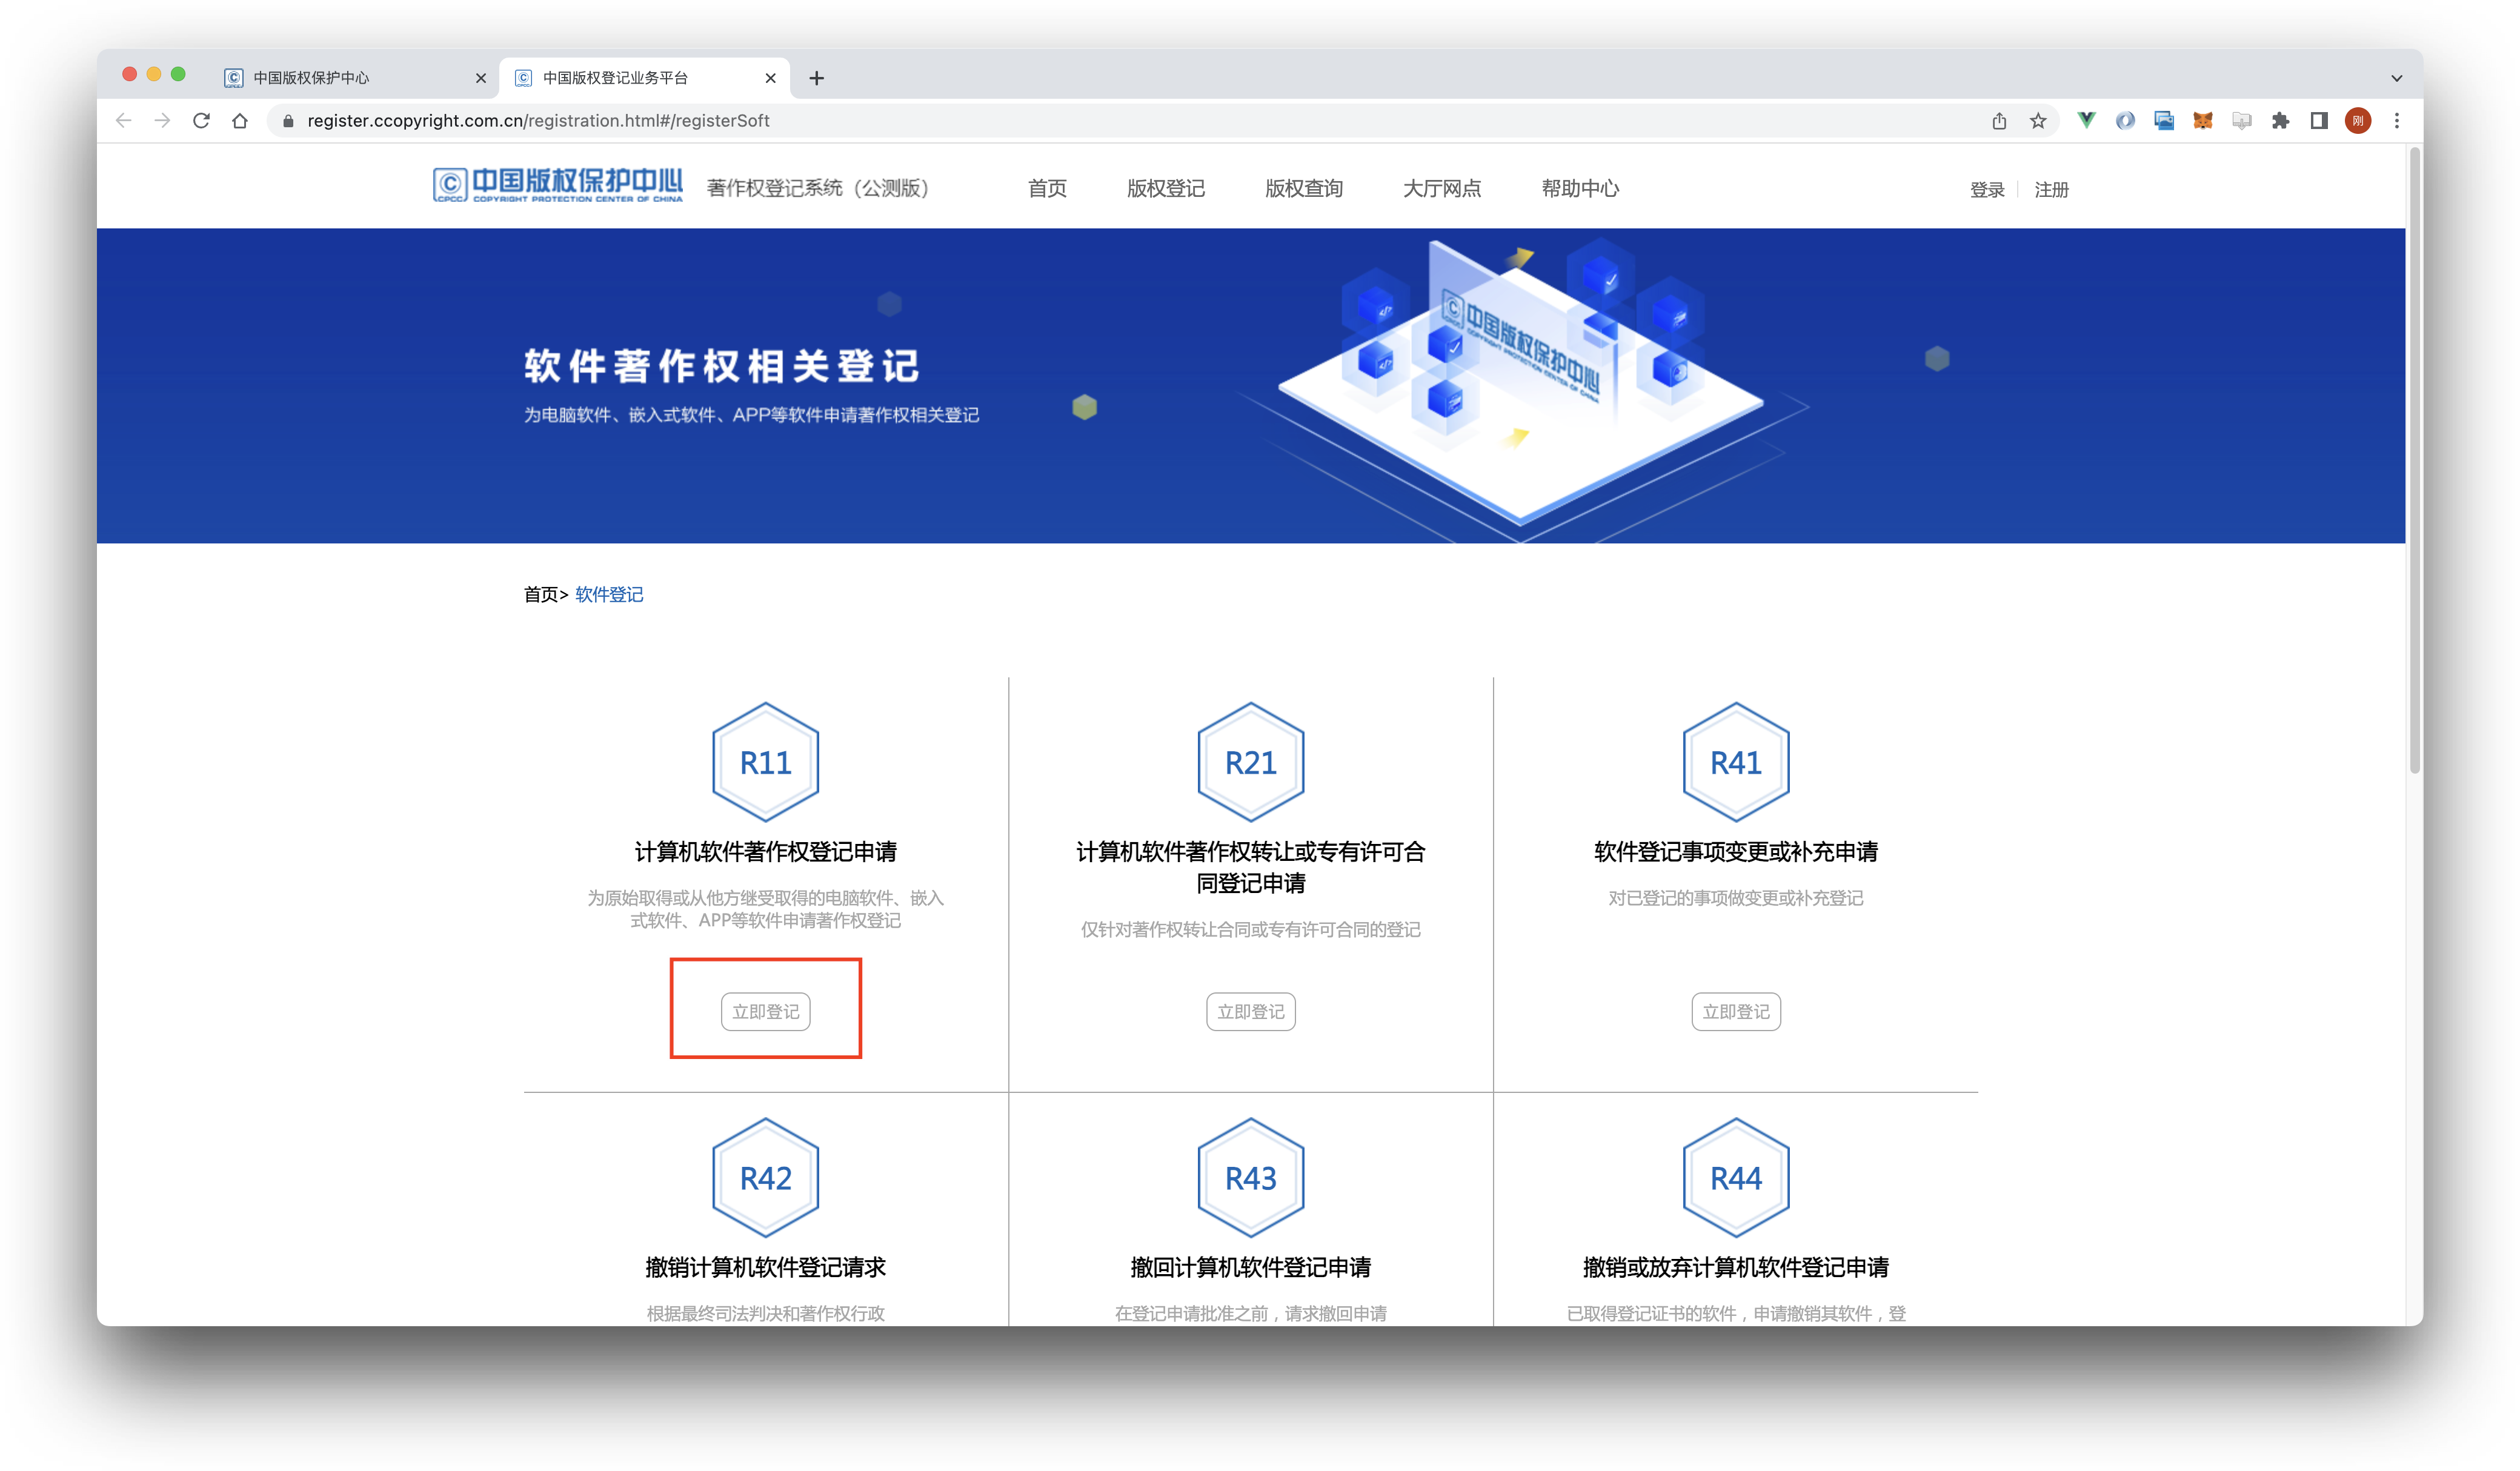 中国版权保护中心
中国版权登记业务平台
register.ccopyright.com.cn/registration.html#/registerSoft
刚
中国版权保护中心
CPCC COPYRIGHT PROTECTION CENTER OF CHINA
著作权登记系统（公测版）
首页
版权登记
版权查询
大厅网点
帮助中心
登录
注册
软件著作权相关登记
为电脑软件、嵌入式软件、APP等软件申请著作权相关登记
中国版权保护中心
COPYRIGHT PROTECTION CENTER OF CHINA
首页> 软件登记
R11
计算机软件著作权登记申请
为原始取得或从他方继受取得的电脑软件、嵌入
式软件、APP等软件申请著作权登记
立即登记
R21
计算机软件著作权转让或专有许可合
同登记申请
仅针对著作权转让合同或专有许可合同的登记
立即登记
R41
软件登记事项变更或补充申请
对已登记的事项做变更或补充登记
立即登记
R42
撤销计算机软件登记请求
根据最终司法判决和著作权行政
R43
撤回计算机软件登记申请
在登记申请批准之前，请求撤回申请
R44
撤销或放弃计算机软件登记申请
已取得登记证书的软件，申请撤销其软件，登